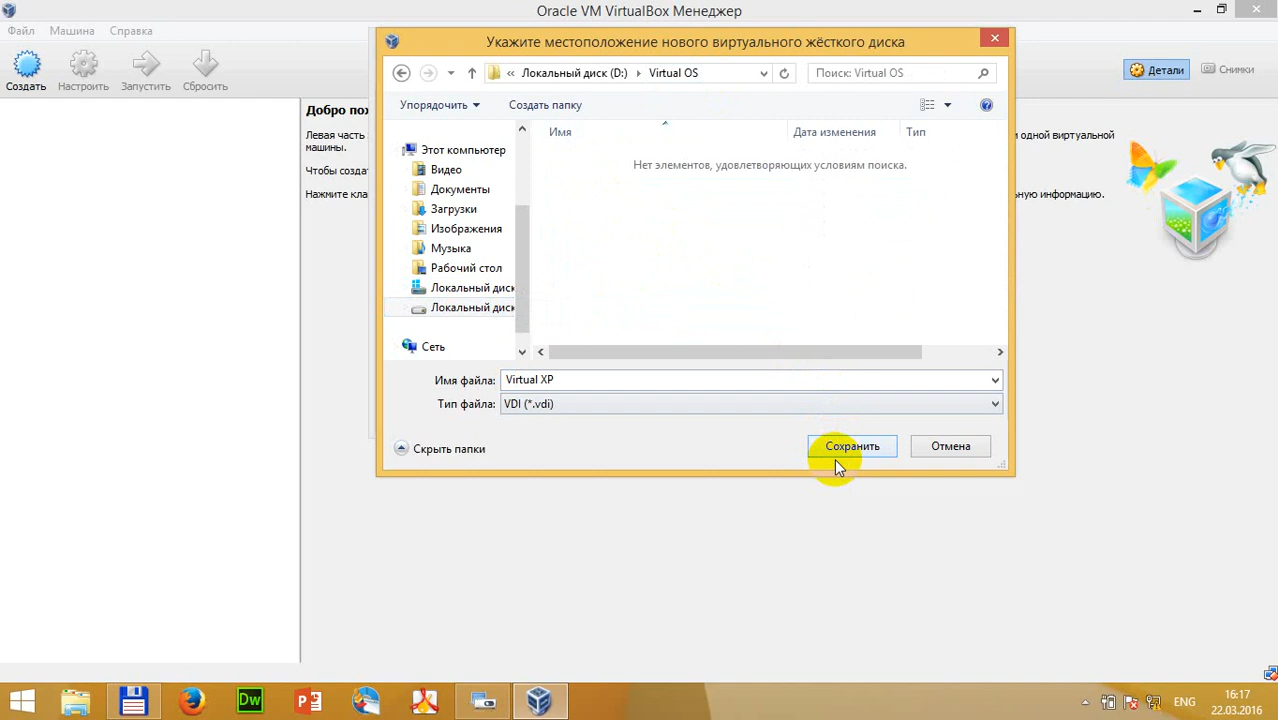 Oracle VM VirtualBox Менеджер
Файл Машина Справка
Создать Настроить Запустить Сбросить
Детали Снимки
Укажите местоположение нового виртуального жёсткого диска
« Локальный диск (D:) Virtual OS
Поиск: Virtual OS
Упорядочить Создать папку
Имя Дата изменения Тип
Нет элементов, удовлетворяющих условиям поиска.
Этот компьютер
Видео
Документы
Загрузки
Изображения
Музыка
Рабочий стол
Локальный диск
Локальный диск
Сеть
Имя файла: Virtual XP
Тип файла: VDI (*.vdi)
Скрыть папки
Сохранить Отмена
Добро пож
Левая часть й одной виртуальной
машины.
Чтобы создат
Нажмите кла льную информацию.
Dw
ENG
16:17
22.03.2016